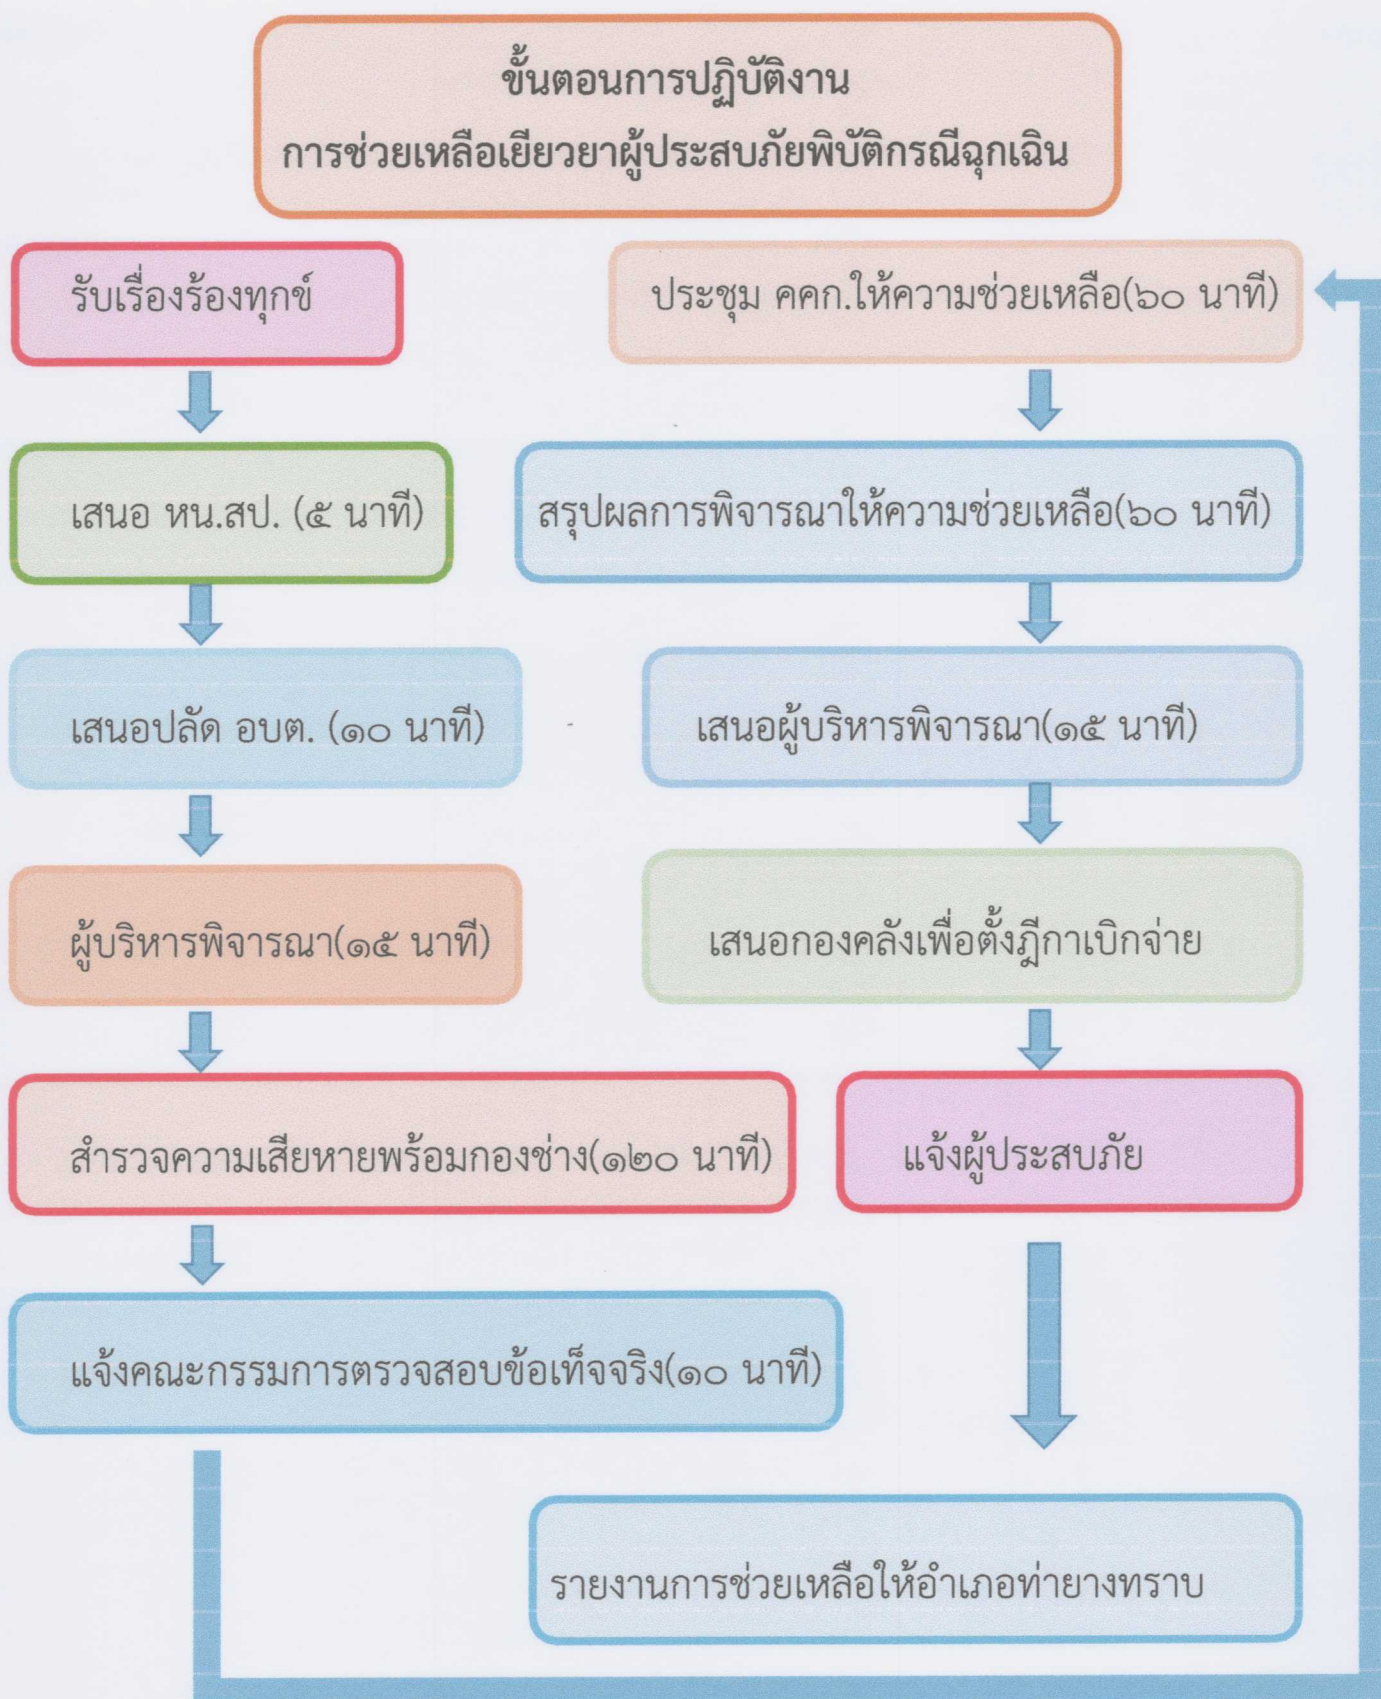 ขั้นตอนการปฏิบัติงาน
การช่วยเหลือเยียวยาผู้ประสบภัยพิบัติกรณีฉุกเฉิน
รับเรื่องร้องทุกข์
เสนอ หน.สป. (๕ นาที)
เสนอปลัด อบต. (๑๐ นาที)
ผู้บริหารพิจารณา(๑๕ นาที)
สำรวจความเสียหายพร้อมกองช่าง(๑๒๐ นาที)
แจ้งคณะกรรมการตรวจสอบข้อเท็จจริง(๑๐ นาที)
ประชุม คคก.ให้ความช่วยเหลือ(๖๐ นาที)
สรุปผลการพิจารณาให้ความช่วยเหลือ(๖๐ นาที)
เสนอผู้บริหารพิจารณา(๑๕ นาที)
เสนอกองคลังเพื่อตั้งฎีกาเบิกจ่าย
แจ้งผู้ประสบภัย
รายงานการช่วยเหลือให้อำเภอท่ายางทราบ